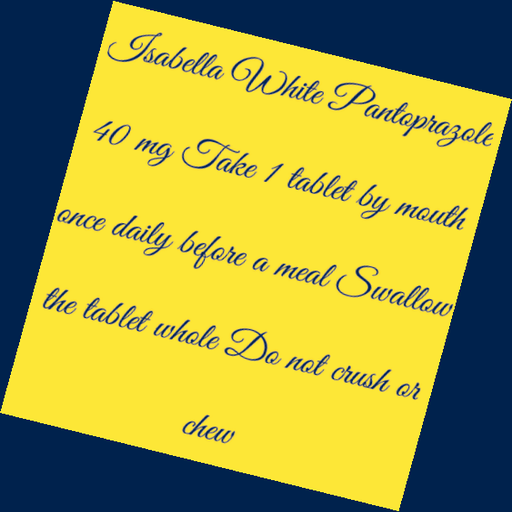 Isabella White Pantoprazole
40 mg Take 1 tablet by mouth
once daily before a meal Swallow
the tablet whole Do not crush or
chew